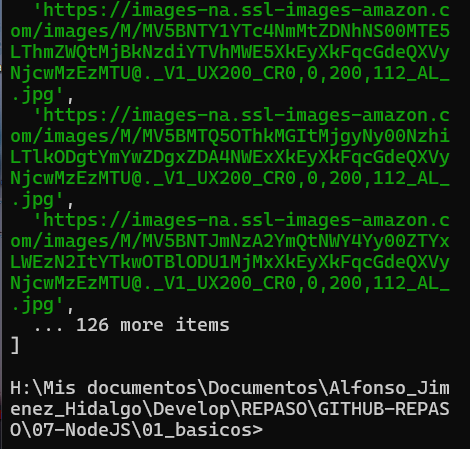 'https://images-na.ssl-images-amazon.c
om/images/M/MV5BNTY1YTc4NmMtZDNhNS00MTE5
LThmZWQtMjBkNzdiYTVhMWE5XkEyXkFqcGdeQXVy
NjcwMzEzMTU@._V1_UX200_CR0,0,200,112_AL_
.jpg',
'https://images-na.ssl-images-amazon.c
om/images/M/MV5BMTQ5OThkMGItMjgyNy00Nzhi
LTlkODgtYmYwZDgxZDA4NWExXkEyXkFqcGdeQXVy
NjcwMzEzMTU@._V1_UX200_CR0,0,200,112_AL_
.jpg',
'https://images-na.ssl-images-amazon.c
om/images/M/MV5BNTJmNzA2YmQtNWY4Yy00ZTYx
LWEzN2ItYTkwOTBlODU1MjMxXkEyXkFqcGdeQXVy
NjcwMzEzMTU@._V1_UX200_CR0,0,200,112_AL_
.jpg',
... 126 more items
]
H:\Mis documentos\Documentos\Alfonso_Jim
enez_Hidalgo\Develop\REPASO\GITHUB-REPAS
O\07-NodeJS\01_basicos>